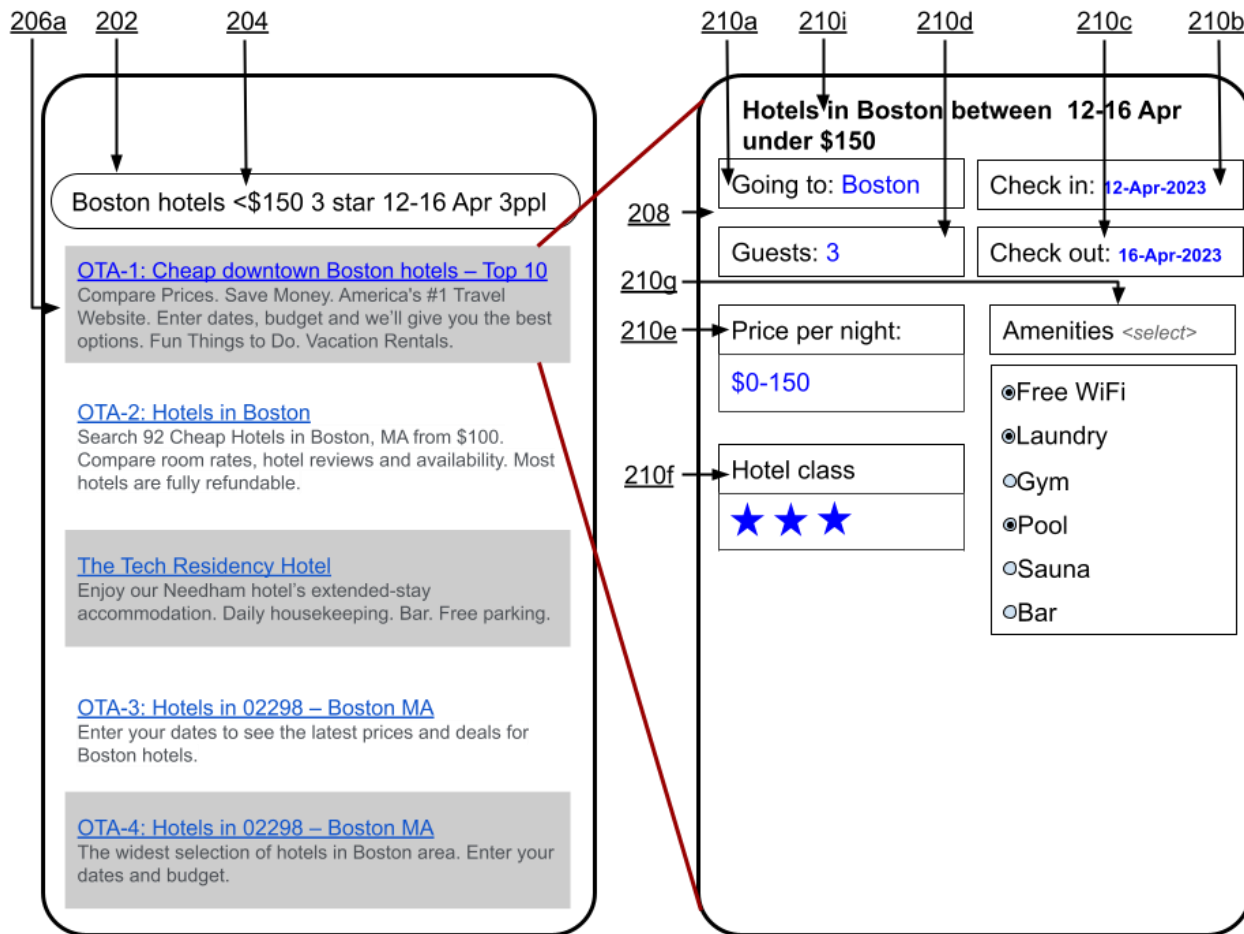 206a 202 204 210a 210i 210d 210c 210b
Boston hotels <$150 3 star 12-16 Apr 3ppl
OTA-1: Cheap downtown Boston hotels – Top 10
Compare Prices. Save Money. America's #1 Travel
Website. Enter dates, budget and we'll give you the best
options. Fun Things to Do. Vacation Rentals.
OTA-2: Hotels in Boston
Search 92 Cheap Hotels in Boston, MA from $100.
Compare room rates, hotel reviews and availability. Most
hotels are fully refundable.
The Tech Residency Hotel
Enjoy our Needham hotel's extended-stay
accommodation. Daily housekeeping. Bar. Free parking.
OTA-3: Hotels in 02298 – Boston MA
Enter your dates to see the latest prices and deals for
Boston hotels.
OTA-4: Hotels in 02298 – Boston MA
The widest selection of hotels in Boston area. Enter your
dates and budget.
Hotels in Boston between 12-16 Apr
under $150
Going to: Boston
Check in: 12-Apr-2023
208
Guests: 3
Check out: 16-Apr-2023
210g
210e
Price per night:
$0-150
Amenities <select>
Free WiFi
Laundry
Gym
Pool
Sauna
Bar
210f
Hotel class